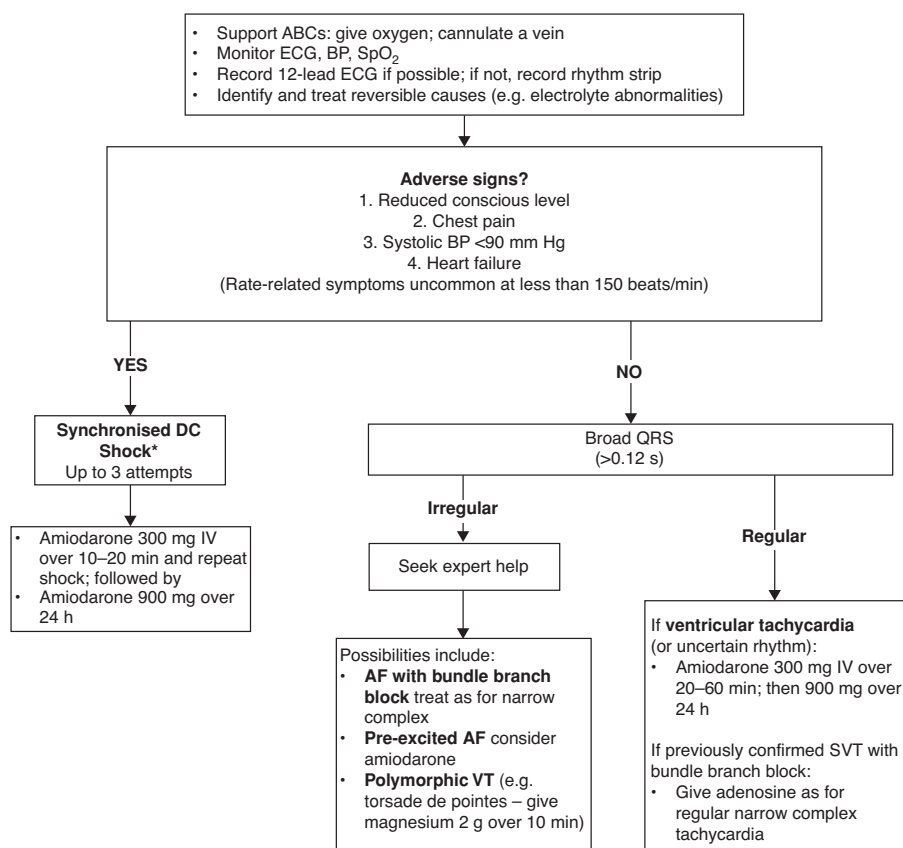 • Support ABCs: give oxygen; cannulate a vein
• Monitor ECG, BP, SpO2
• Record 12-lead ECG if possible; if not, record rhythm strip
• Identify and treat reversible causes (e.g. electrolyte abnormalities)
Adverse signs?
1. Reduced conscious level
2. Chest pain
3. Systolic BP <90 mm Hg
4. Heart failure
(Rate-related symptoms uncommon at less than 150 beats/min)
YES
NO
Synchronised DC
Shock*
Up to 3 attempts
• Amiodarone 300 mg IV
over 10–20 min and repeat
shock; followed by
• Amiodarone 900 mg over
24 h
Broad QRS
(>0.12 s)
Irregular
Regular
Seek expert help
Possibilities include:
• AF with bundle branch
block treat as for narrow
complex
• Pre-excited AF consider
amiodarone
• Polymorphic VT (e.g.
torsade de pointes – give
magnesium 2 g over 10 min)
If ventricular tachycardia
(or uncertain rhythm):
• Amiodarone 300 mg IV over
20–60 min; then 900 mg over
24 h
If previously confirmed SVT with
bundle branch block:
• Give adenosine as for
regular narrow complex
tachycardia